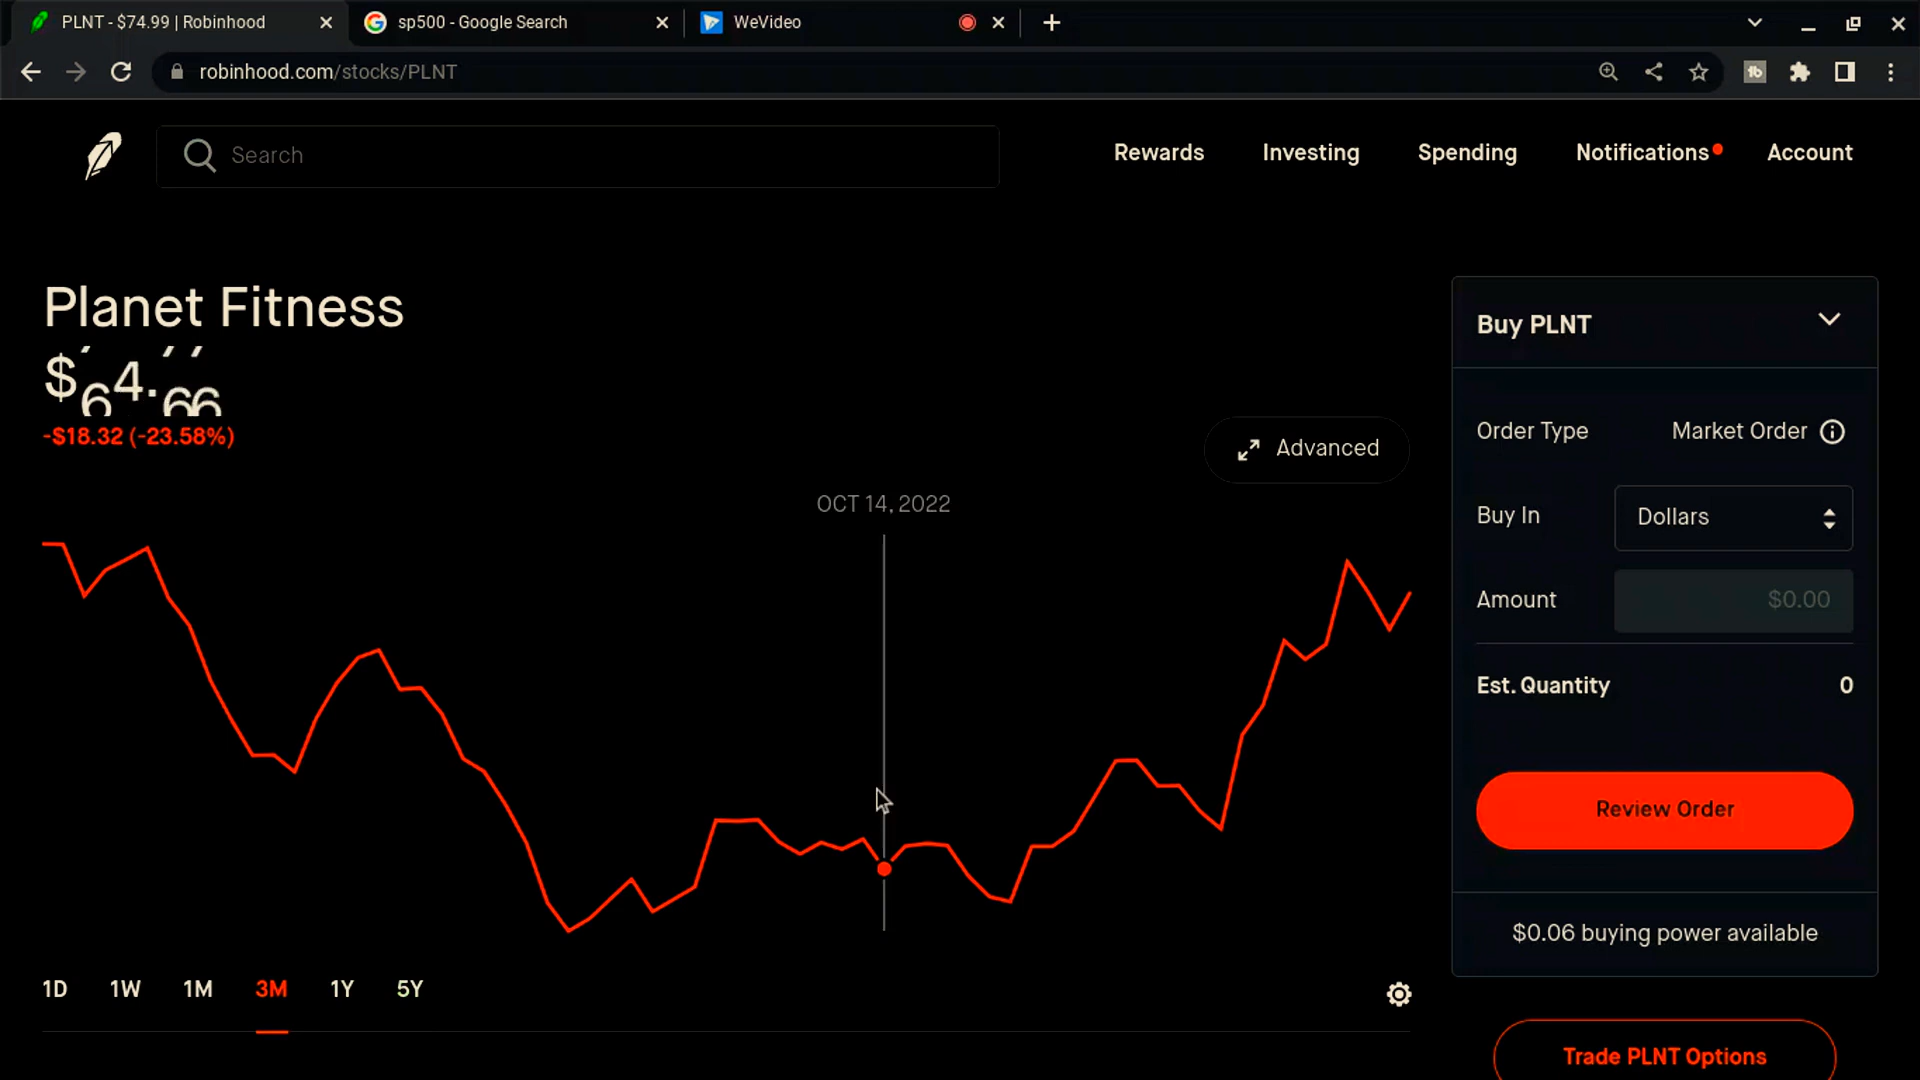 PLNT - $74.99 | Robinhood
sp500 - Google Search
WeVideo
robinhood.com/stocks/PLNT
Search
Rewards
Investing
Spending
Notifications
Account
Planet Fitness
$64.66
-$18.32 (-23.58%)
Advanced
OCT 14, 2022
1D
1W
1M
3M
1Y
5Y
Buy PLNT
Order Type
Market Order
Buy In
Dollars
Amount
$0.00
Est. Quantity
0
Review Order
$0.06 buying power available
Trade PLNT Options